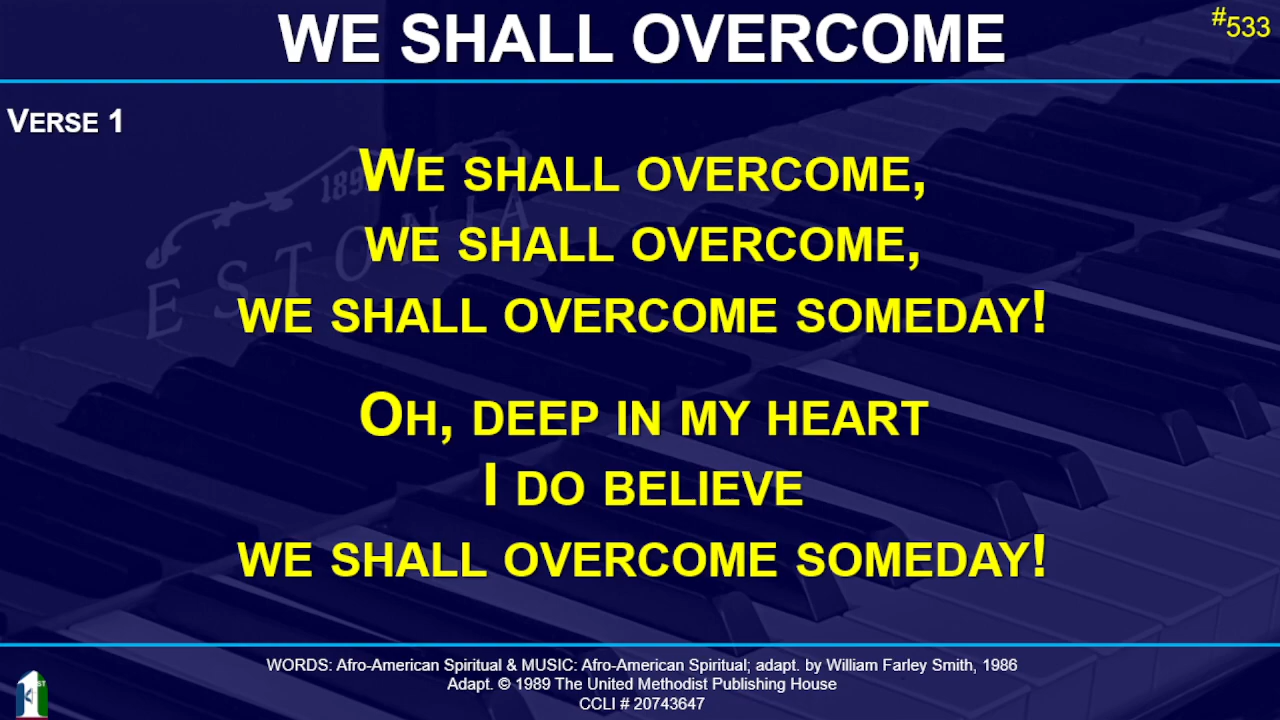 WE SHALL OVERCOME
#533
VERSE 1
WE SHALL OVERCOME,
WE SHALL OVERCOME,
WE SHALL OVERCOME SOMEDAY!
OH, DEEP IN MY HEART
I DO BELIEVE
WE SHALL OVERCOME SOMEDAY!
189
ESTONIA
WORDS: Afro-American Spiritual & MUSIC: Afro-American Spiritual; adapt. by William Farley Smith, 1986
Adapt. © 1989 The United Methodist Publishing House
CCLI # 20743647